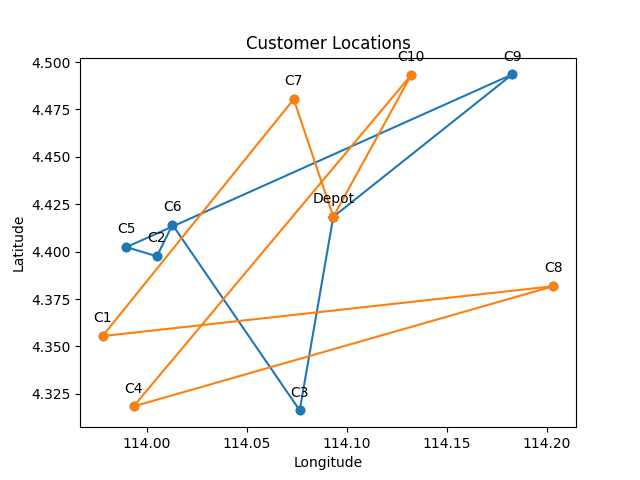 Customer Locations
4.500
4.475
4.450
4.425
4.400
4.375
4.350
4.325
Latitude
C10
C9
C7
Depot
C6
C5
C2
C8
C1
C4
C3
114.00
114.05
114.10
114.15
114.20
Longitude